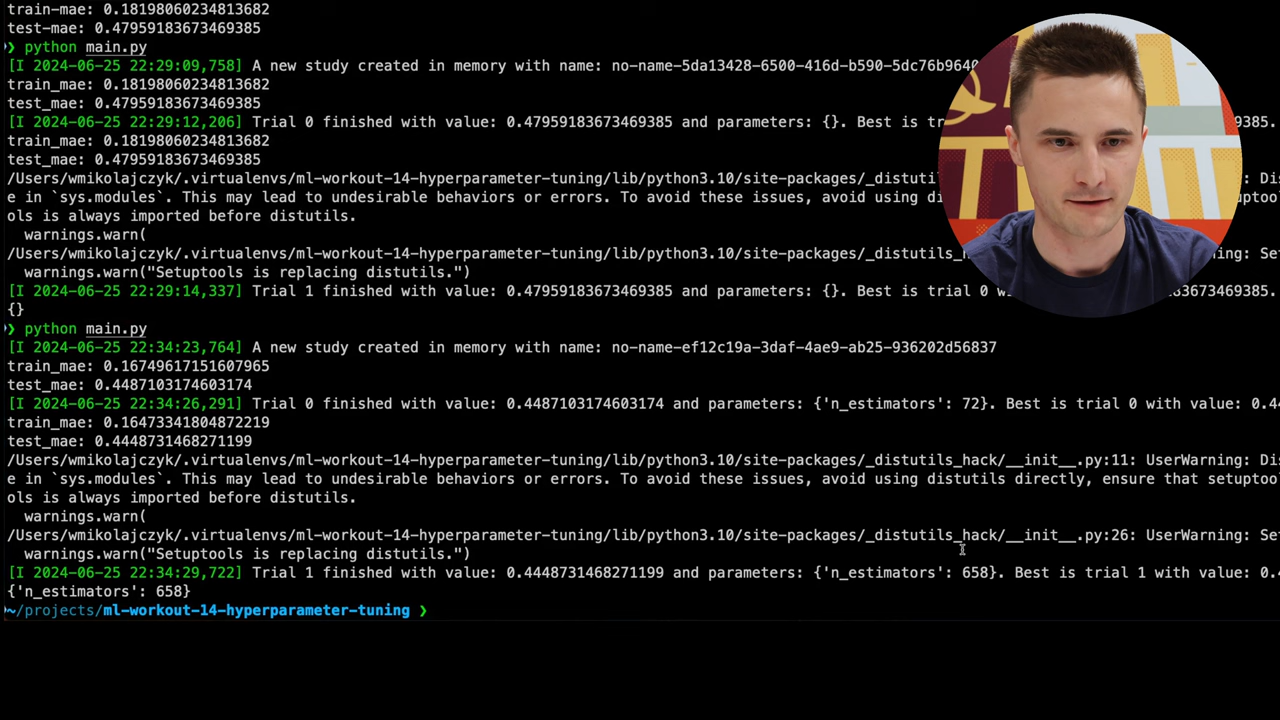 train-mae: 0.18198060234813682
test-mae: 0.47959183673469385
❯ python main.py
[I 2024-06-25 22:29:09,758] A new study created in memory with name: no-name-5da13428-6500-416d-b590-5dc76b9640
train_mae: 0.18198060234813682
test_mae: 0.47959183673469385
[I 2024-06-25 22:29:12,206] Trial 0 finished with value: 0.47959183673469385 and parameters: {}. Best is tr 9385.
train_mae: 0.18198060234813682
test_mae: 0.47959183673469385
/Users/wmikolajczyk/.virtualenvs/ml-workout-14-hyperparameter-tuning/lib/python3.10/site-packages/_distutil : Dis
e in `sys.modules`. This may lead to undesirable behaviors or errors. To avoid these issues, avoid using di etuptoo
ols is always imported before distutils.
warnings.warn(
/Users/wmikolajczyk/.virtualenvs/ml-workout-14-hyperparameter-tuning/lib/python3.10/site-packages/_distutils_h ng: Set
warnings.warn("Setuptools is replacing distutils.")
[I 2024-06-25 22:29:14,337] Trial 1 finished with value: 0.47959183673469385 and parameters: {}. Best is trial 0 w 83673469385.
{}
❯ python main.py
[I 2024-06-25 22:34:23,764] A new study created in memory with name: no-name-ef12c19a-3daf-4ae9-ab25-936202d56837
train_mae: 0.16749617151607965
test_mae: 0.4487103174603174
[I 2024-06-25 22:34:26,291] Trial 0 finished with value: 0.4487103174603174 and parameters: {'n_estimators': 72}. Best is trial 0 with value: 0.44
train_mae: 0.16473341804872219
test_mae: 0.4448731468271199
/Users/wmikolajczyk/.virtualenvs/ml-workout-14-hyperparameter-tuning/lib/python3.10/site-packages/_distutils_hack/__init__.py:11: UserWarning: Dis
e in `sys.modules`. This may lead to undesirable behaviors or errors. To avoid these issues, avoid using distutils directly, ensure that setuptoo
ols is always imported before distutils.
warnings.warn(
/Users/wmikolajczyk/.virtualenvs/ml-workout-14-hyperparameter-tuning/lib/python3.10/site-packages/_distutils_hack/__init__.py:26: UserWarning: Set
warnings.warn("Setuptools is replacing distutils.")
[I 2024-06-25 22:34:29,722] Trial 1 finished with value: 0.4448731468271199 and parameters: {'n_estimators': 658}. Best is trial 1 with value: 0.4
{'n_estimators': 658}
~/projects/ml-workout-14-hyperparameter-tuning ❯